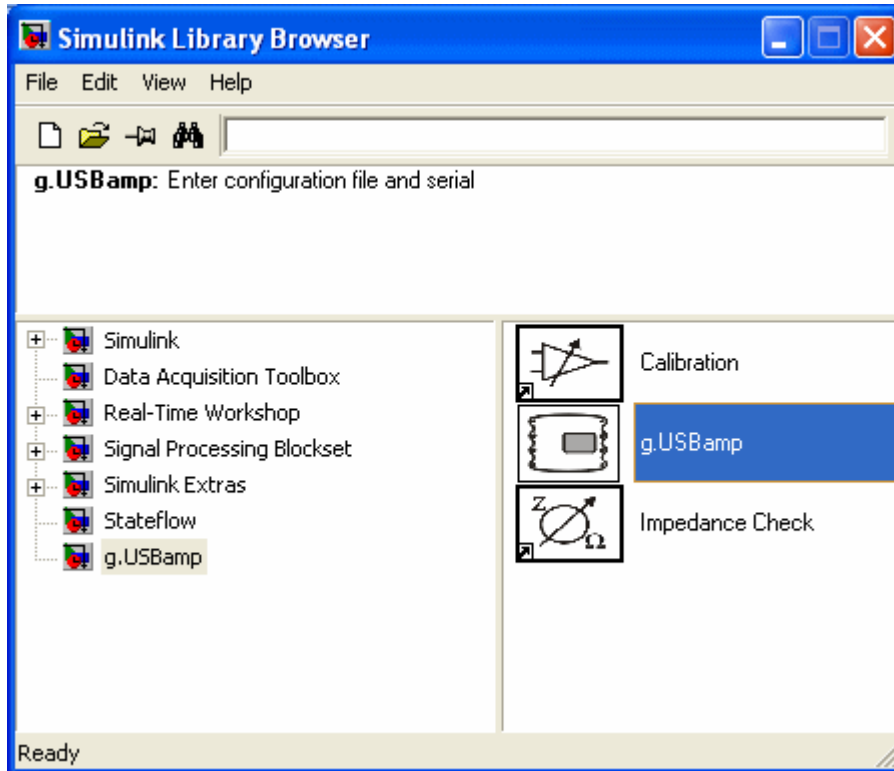 Simulink Library Browser
File Edit View Help
g.USBamp: Enter configuration file and serial
Simulink
Data Acquisition Toolbox
Real-Time Workshop
Signal Processing Blockset
Simulink Extras
Stateflow
g.USBamp
Calibration
g.USBamp
Z Ω
Impedance Check
Ready